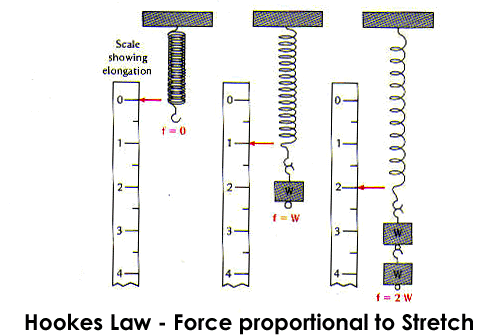 Scale
showing
elongation
0
1
2
3
4
f = 0
0
1
2
3
4
W
f = W
0
1
2
3
4
W
W
f = 2 W
Hookes Law - Force proportional to Stretch